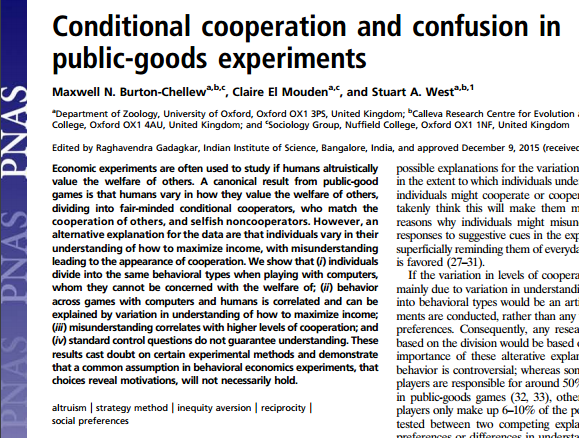 PNAS PNAS PNAS
Conditional cooperation and confusion in
public-goods experiments
Maxwell N. Burton-Chellewa,b,c, Claire El Moudena,c, and Stuart A. Westa,b,1
aDepartment of Zoology, University of Oxford, Oxford OX1 3PS, United Kingdom; bCalleva Research Centre for Evolution a
College, Oxford OX1 4AU, United Kingdom; and cSociology Group, Nuffield College, Oxford OX1 1NF, United Kingdom
Edited by Raghavendra Gadagkar, Indian Institute of Science, Bangalore, India, and approved December 9, 2015 (received
Economic experiments are often used to study if humans altruistically
value the welfare of others. A canonical result from public-good
games is that humans vary in how they value the welfare of others,
dividing into fair-minded conditional cooperators, who match the
cooperation of others, and selfish noncooperators. However, an
alternative explanation for the data are that individuals vary in their
understanding of how to maximize income, with misunderstanding
leading to the appearance of cooperation. We show that (i) individuals
divide into the same behavioral types when playing with computers,
whom they cannot be concerned with the welfare of; (ii) behavior
across games with computers and humans is correlated and can be
explained by variation in understanding of how to maximize income;
(iii) misunderstanding correlates with higher levels of cooperation; and
(iv) standard control questions do not guarantee understanding. These
results cast doubt on certain experimental methods and demonstrate
that a common assumption in behavioral economics experiments, that
choices reveal motivations, will not necessarily hold.
altruism | strategy method | inequity aversion | reciprocity |
social preferences
possible explanations for the variation
in the extent to which individuals unde
individuals might cooperate or cooper
takenly think this will make them m
reasons why individuals might misun
responses to suggestive cues in the exp
superficially reminding them of everyda
is favored (27–31).
If the variation in levels of coopera
mainly due to variation in understandin
into behavioral types would be an arti
ments are conducted, rather than any
preferences. Consequently, any resea
based on the division would be based o
importance of these alterative explan
behavior is controversial; whereas som
players are responsible for around 50%
in public-goods games (32, 33), othe
players only make up 6–10% of the po
tested between two competing expla
preferences or differences in underst